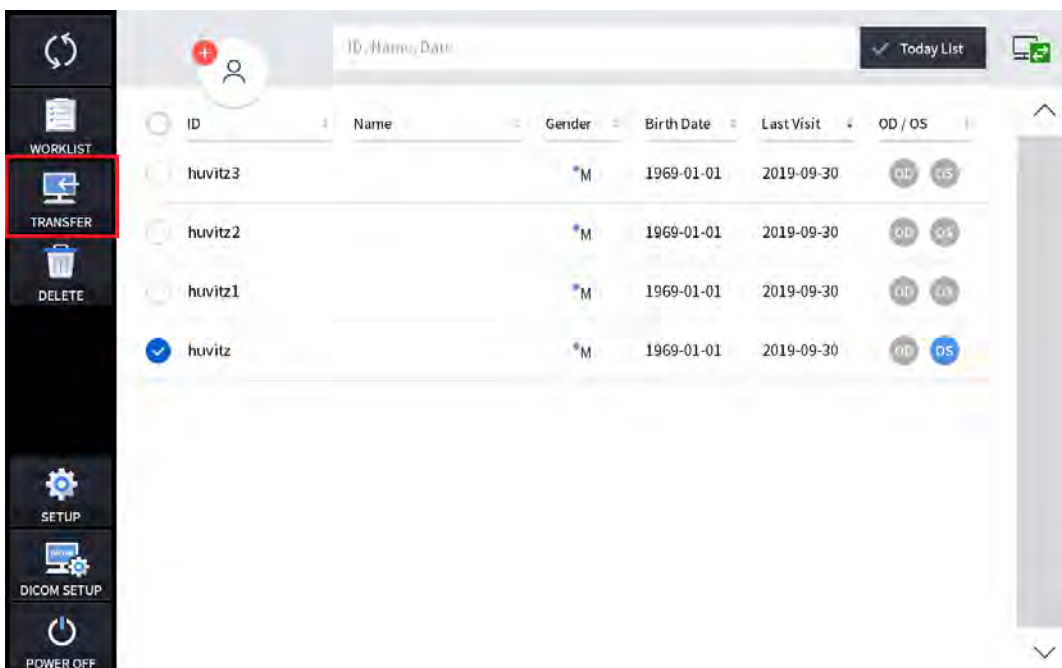 ID, Name, Date
Today List
WORKLIST
TRANSFER
DELETE
SETUP
DICOM
DICOM SETUP
POWER OFF
ID Name Gender Birth Date Last Visit OD / OS
huvitz3 M 1969-01-01 2019-09-30 OD OS
huvitz2 M 1969-01-01 2019-09-30 OD OS
huvitz1 M 1969-01-01 2019-09-30 OD OS
huvitz M 1969-01-01 2019-09-30 OD OS